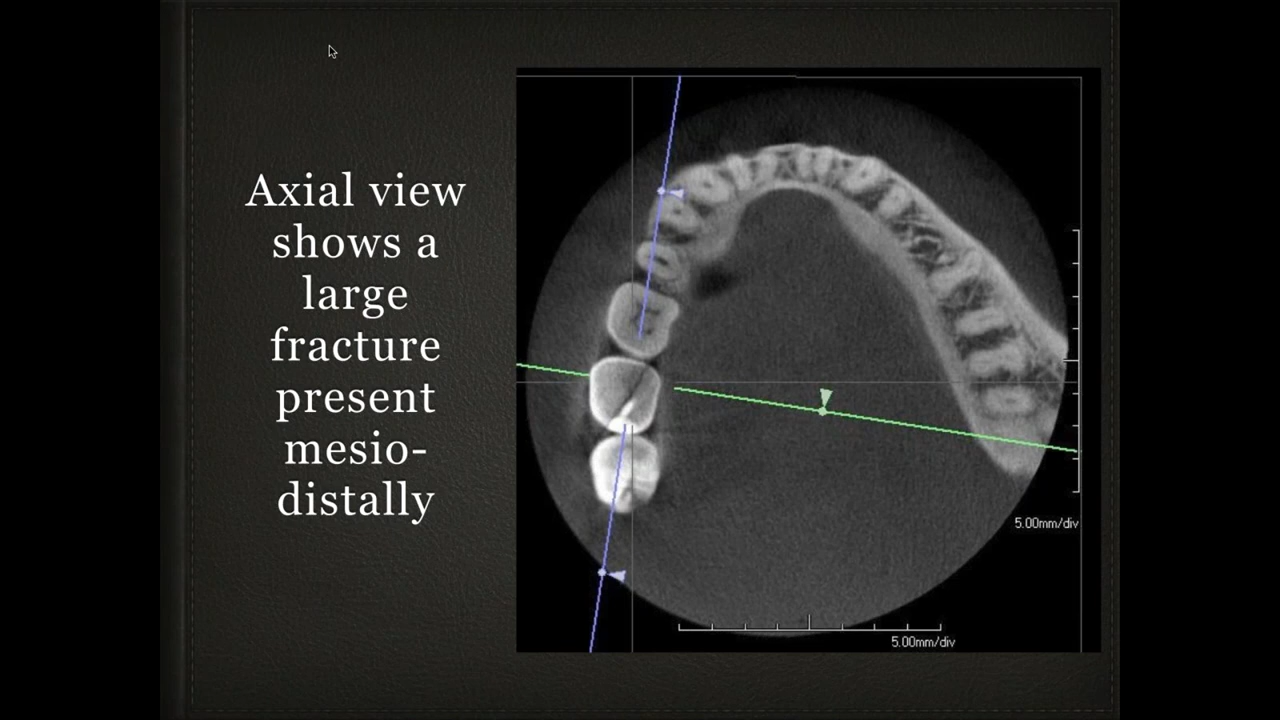 Axial view
shows a
large
fracture
present
mesio-
distally
5.00mm/div
5.00mm/div